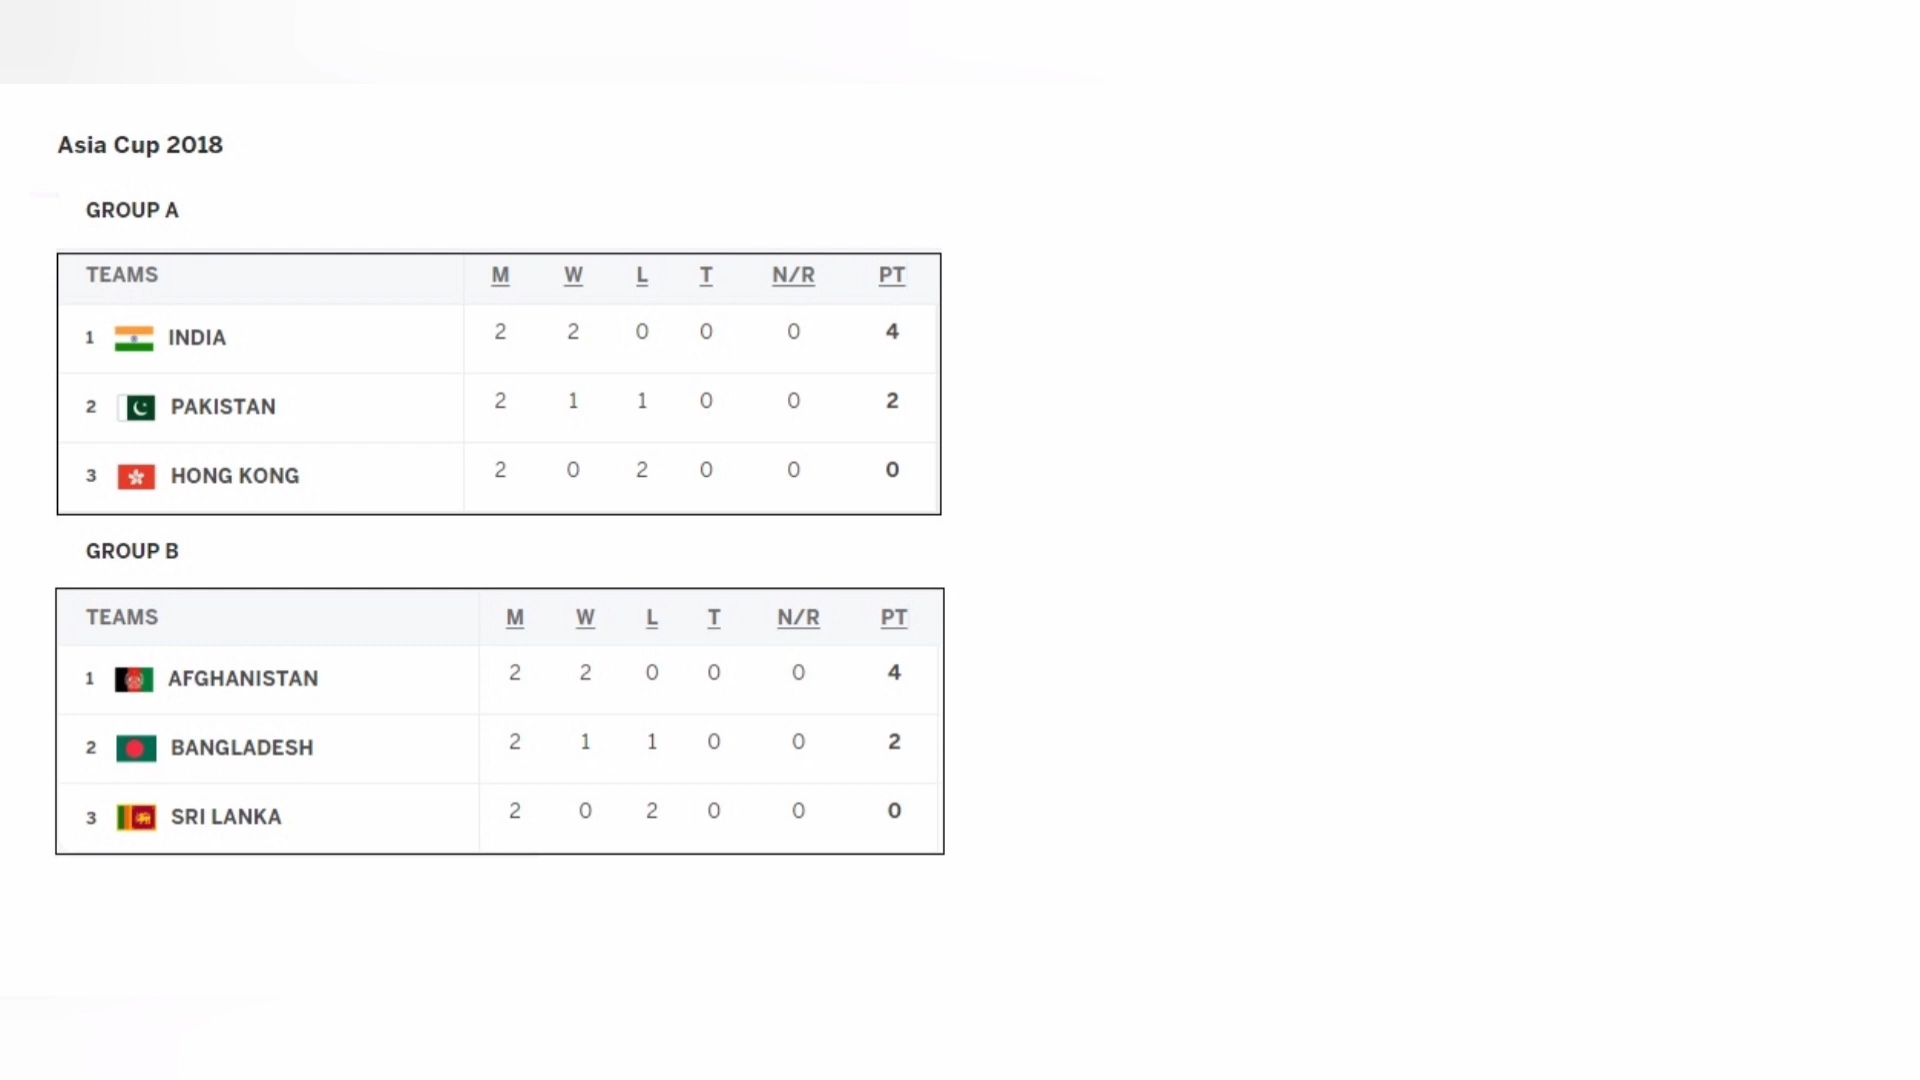 Asia Cup 2018
GROUP A
TEAMS M W L T N/R PT
1 INDIA 2 2 0 0 0 4
2 PAKISTAN 2 1 1 0 0 2
3 HONG KONG 2 0 2 0 0 0
GROUP B
TEAMS M W L T N/R PT
1 AFGHANISTAN 2 2 0 0 0 4
2 BANGLADESH 2 1 1 0 0 2
3 SRI LANKA 2 0 2 0 0 0